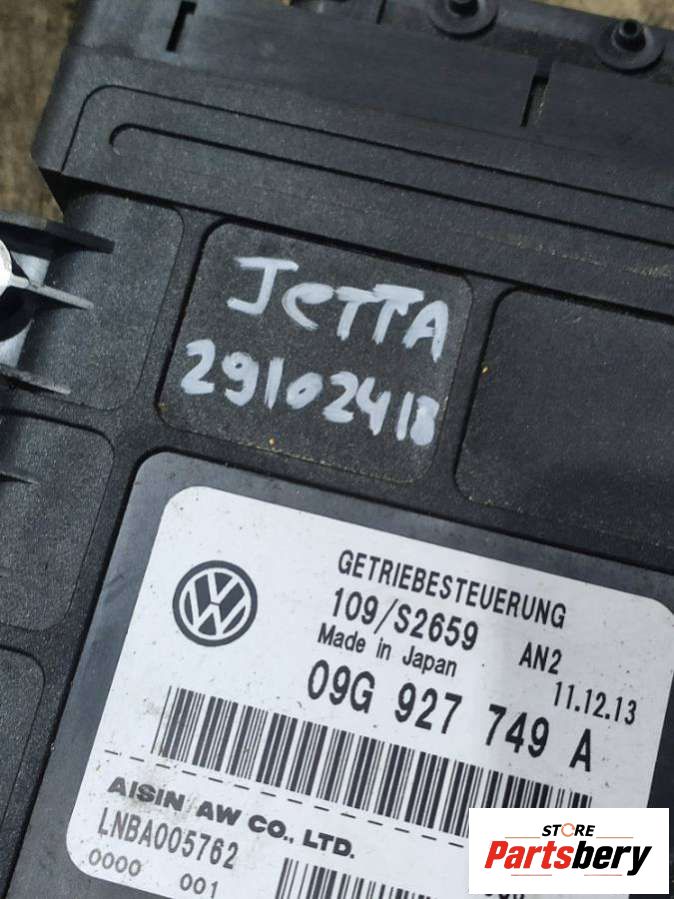 JETTA
29102418
GETRIEBESTEUERUNG
109/S2659 AN2
Made in Japan 11.12.13
09G 927 749 A
AISIN AW CO., LTD.
LNBA005762
0000 001
STORE
Partsbery